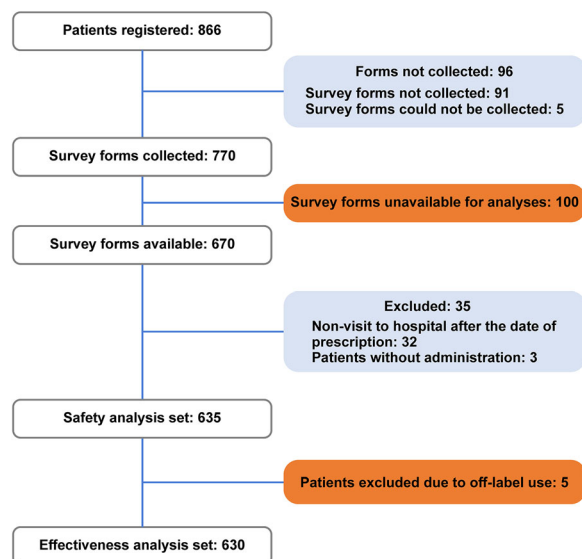 Patients registered: 866
Forms not collected: 96
Survey forms not collected: 91
Survey forms could not be collected: 5
Survey forms collected: 770
Survey forms unavailable for analyses: 100
Survey forms available: 670
Excluded: 35
Non-visit to hospital after the date of
prescription: 32
Patients without administration: 3
Safety analysis set: 635
Patients excluded due to off-label use: 5
Effectiveness analysis set: 630